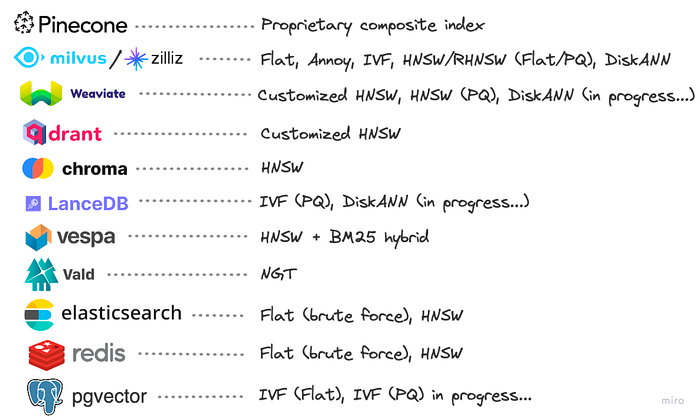 Pinecone Proprietary composite index
milvus / zilliz Flat, Annoy, IVF, HNSW/RHNSW (Flat/PQ), DiskANN
Weaviate Customized HNSW, HNSW (PQ), DiskANN (in progress...)
qdrant Customized HNSW
chroma HNSW
LanceDB IVF (PQ), DiskANN (in progress...)
vespa HNSW + BM25 hybrid
Vald NGT
elasticsearch Flat (brute force), HNSW
redis Flat (brute force), HNSW
pgvector IVF (Flat), IVF (PQ) in progress...
miro